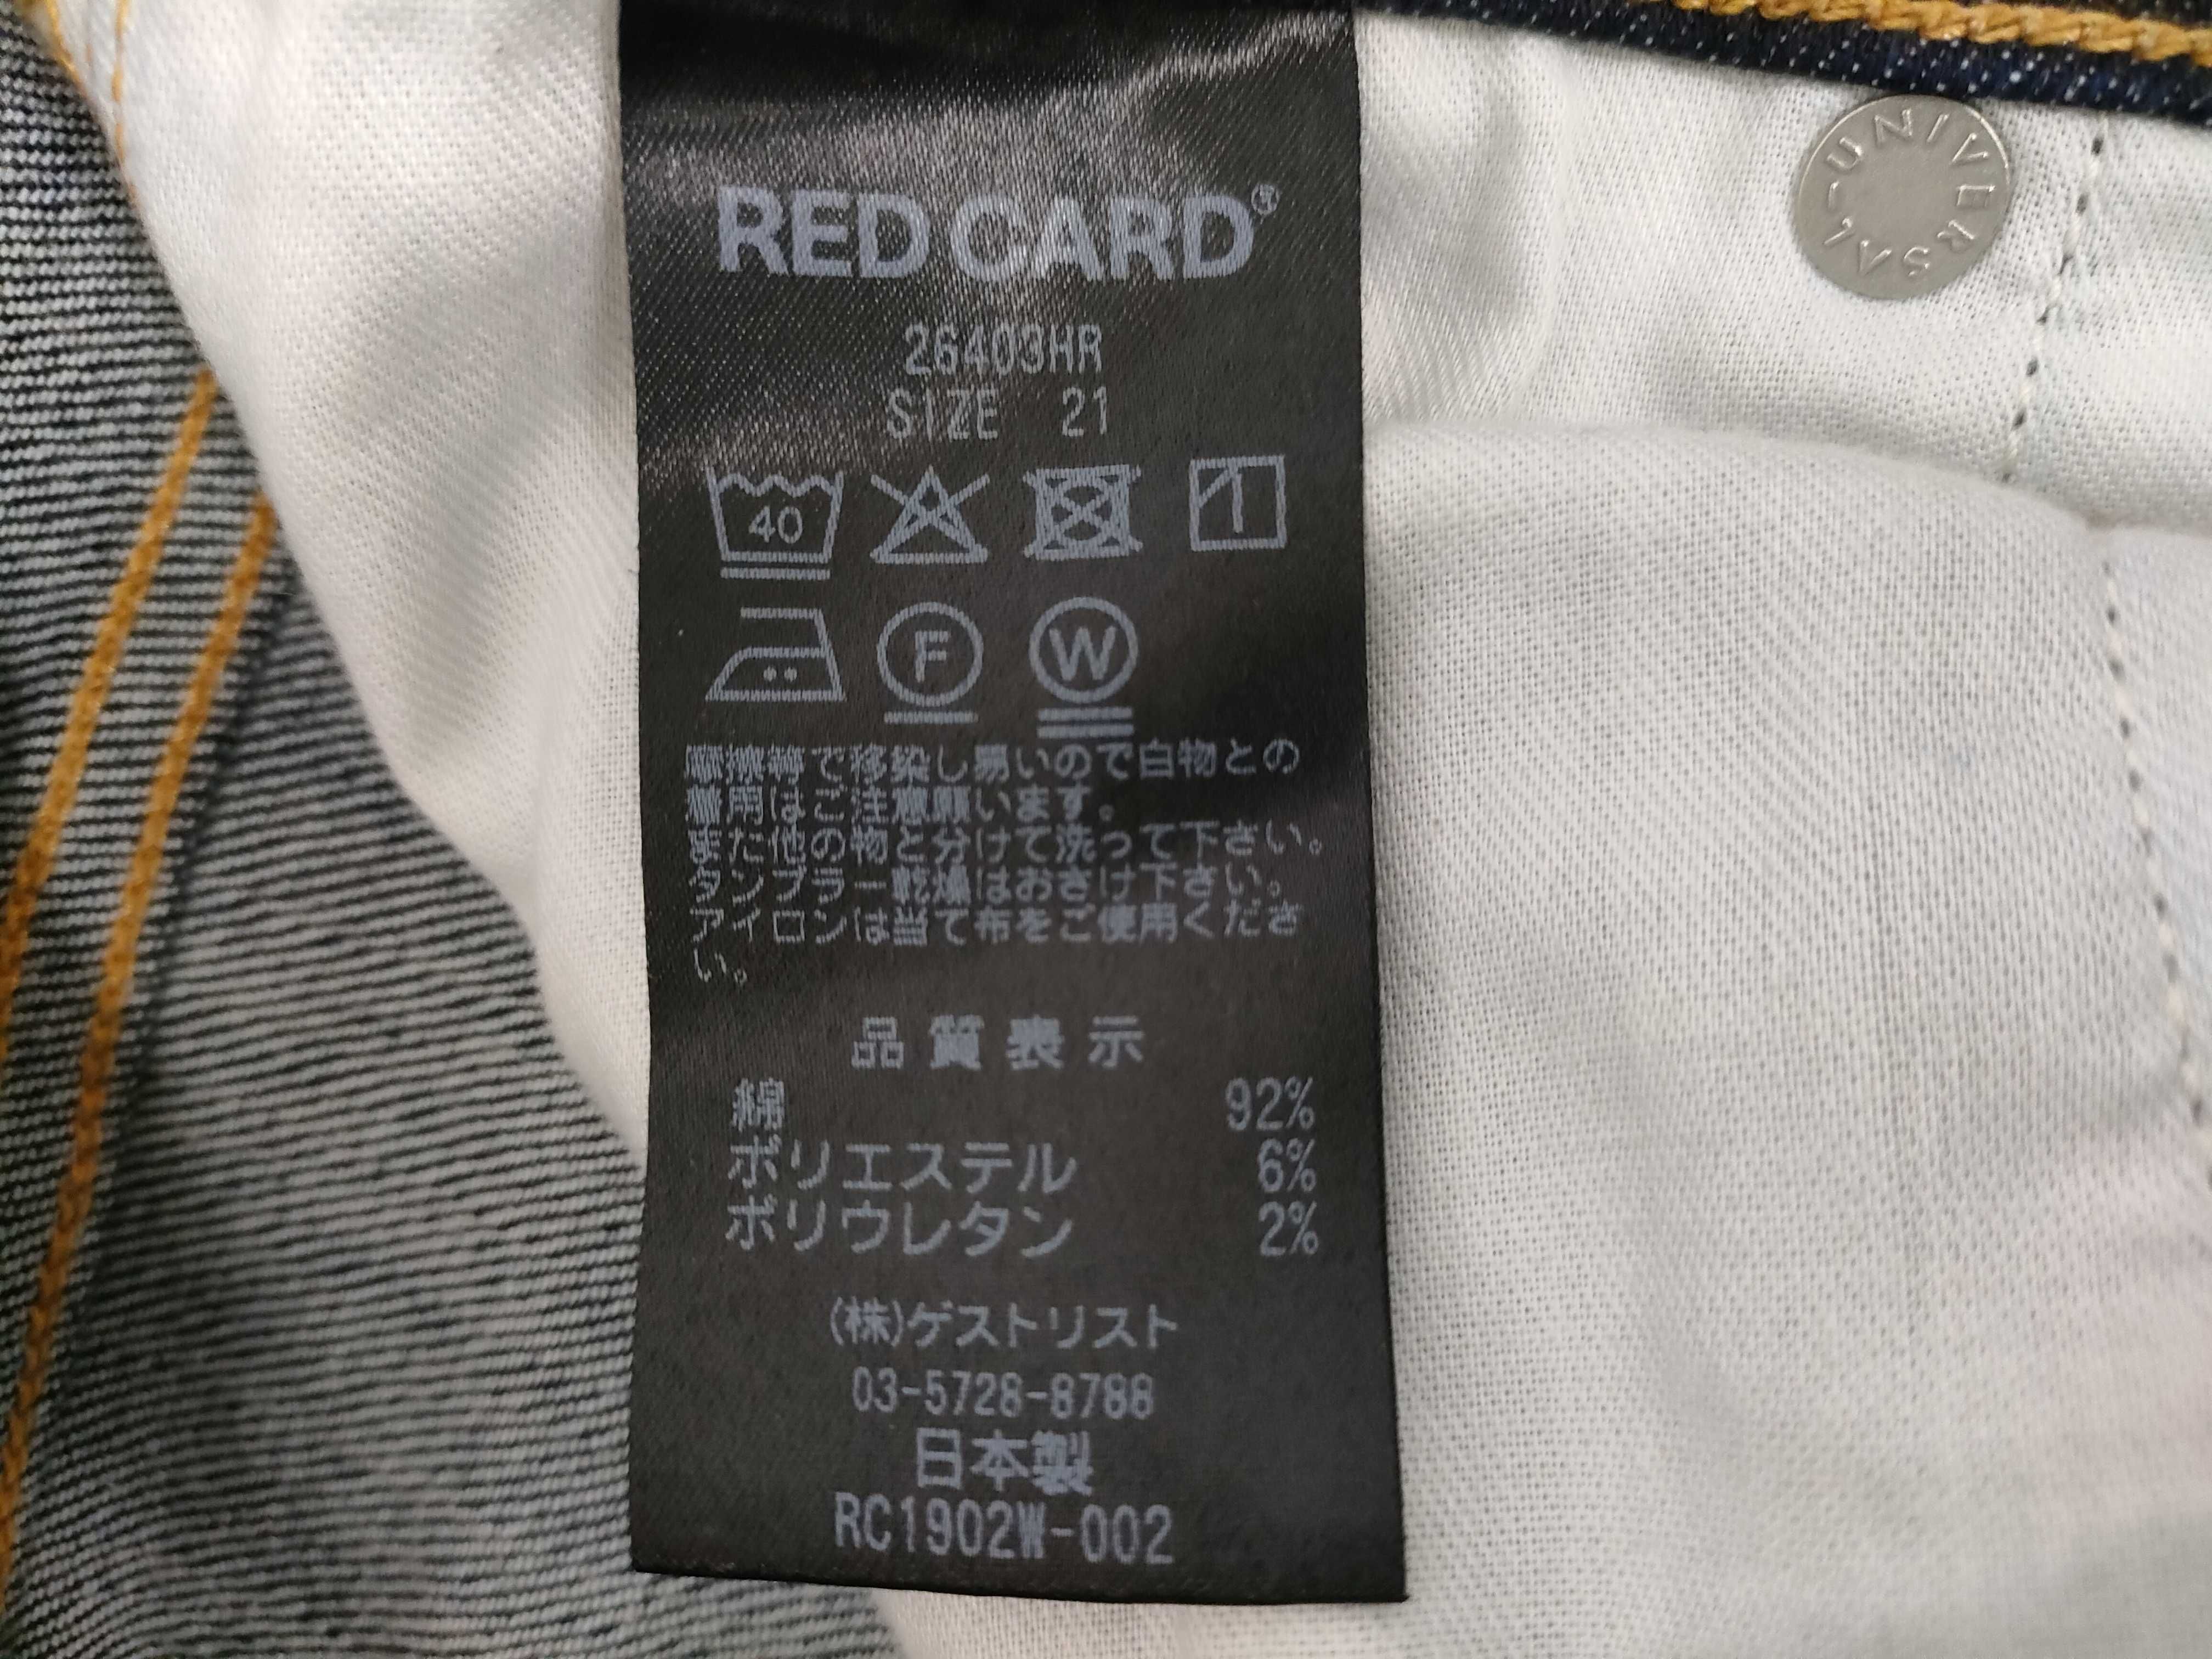 RED CARD®
26403HR
SIZE 21
40
F
W
摩擦等で移染し易いので白物との
着用はご注意願います。
また他の物と分けて洗って下さい。
タンブラー乾燥はおさけ下さい。
アイロンは当て布をご使用くださ
い。
品質表示
綿 92%
ポリエステル 6%
ポリウレタン 2%
(株)ゲストリスト
03-5728-8788
日本製
RC1902W-002
-UNIVERSAL